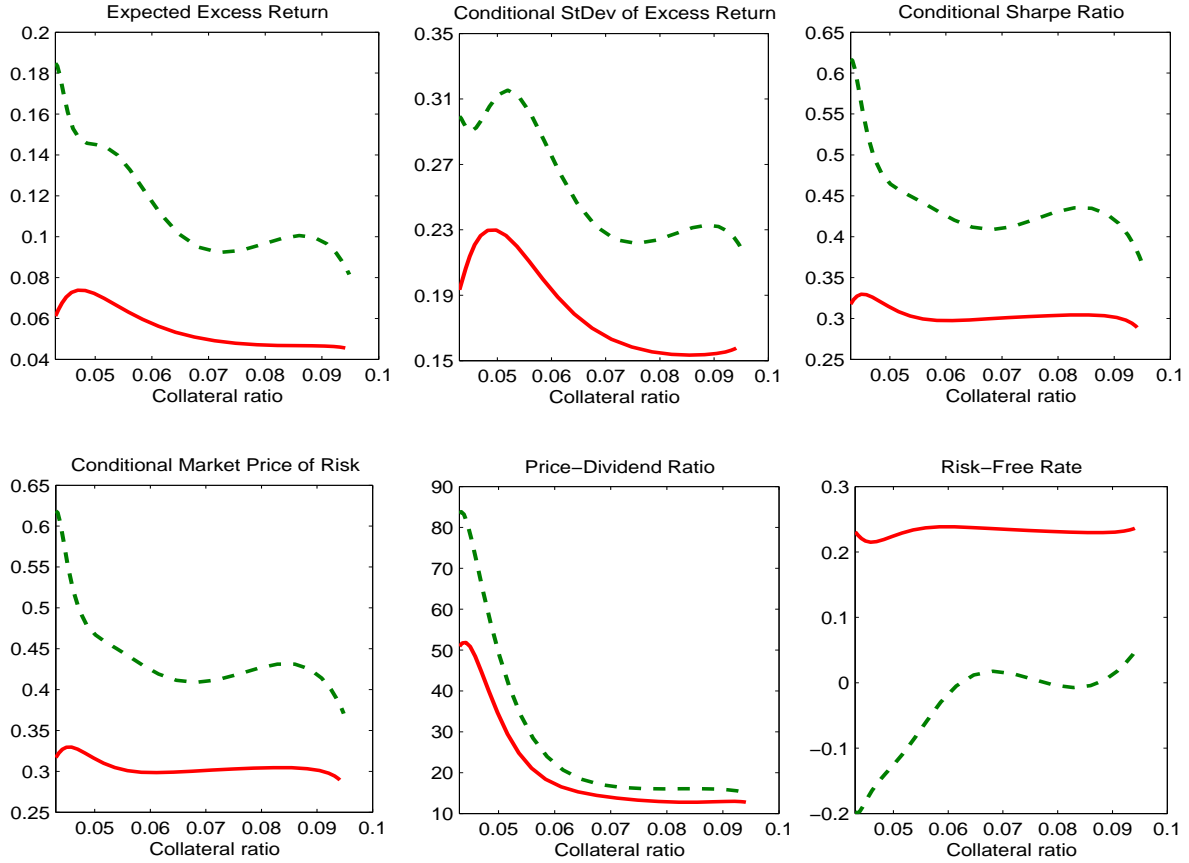 Expected Excess Return
0.2
0.18
0.16
0.14
0.12
0.1
0.08
0.06
0.04
0.05 0.06 0.07 0.08 0.09 0.1
Collateral ratio
Conditional StDev of Excess Return
0.35
0.31
0.27
0.23
0.19
0.15
0.05 0.06 0.07 0.08 0.09 0.1
Collateral ratio
Conditional Sharpe Ratio
0.65
0.6
0.55
0.5
0.45
0.4
0.35
0.3
0.25
0.05 0.06 0.07 0.08 0.09 0.1
Collateral ratio
Conditional Market Price of Risk
0.65
0.6
0.55
0.5
0.45
0.4
0.35
0.3
0.25
0.05 0.06 0.07 0.08 0.09 0.1
Collateral ratio
Price−Dividend Ratio
90
80
70
60
50
40
30
20
10
0.05 0.06 0.07 0.08 0.09 0.1
Collateral ratio
Risk−Free Rate
0.3
0.2
0.1
0
−0.1
−0.2
0.05 0.06 0.07 0.08 0.09 0.1
Collateral ratio